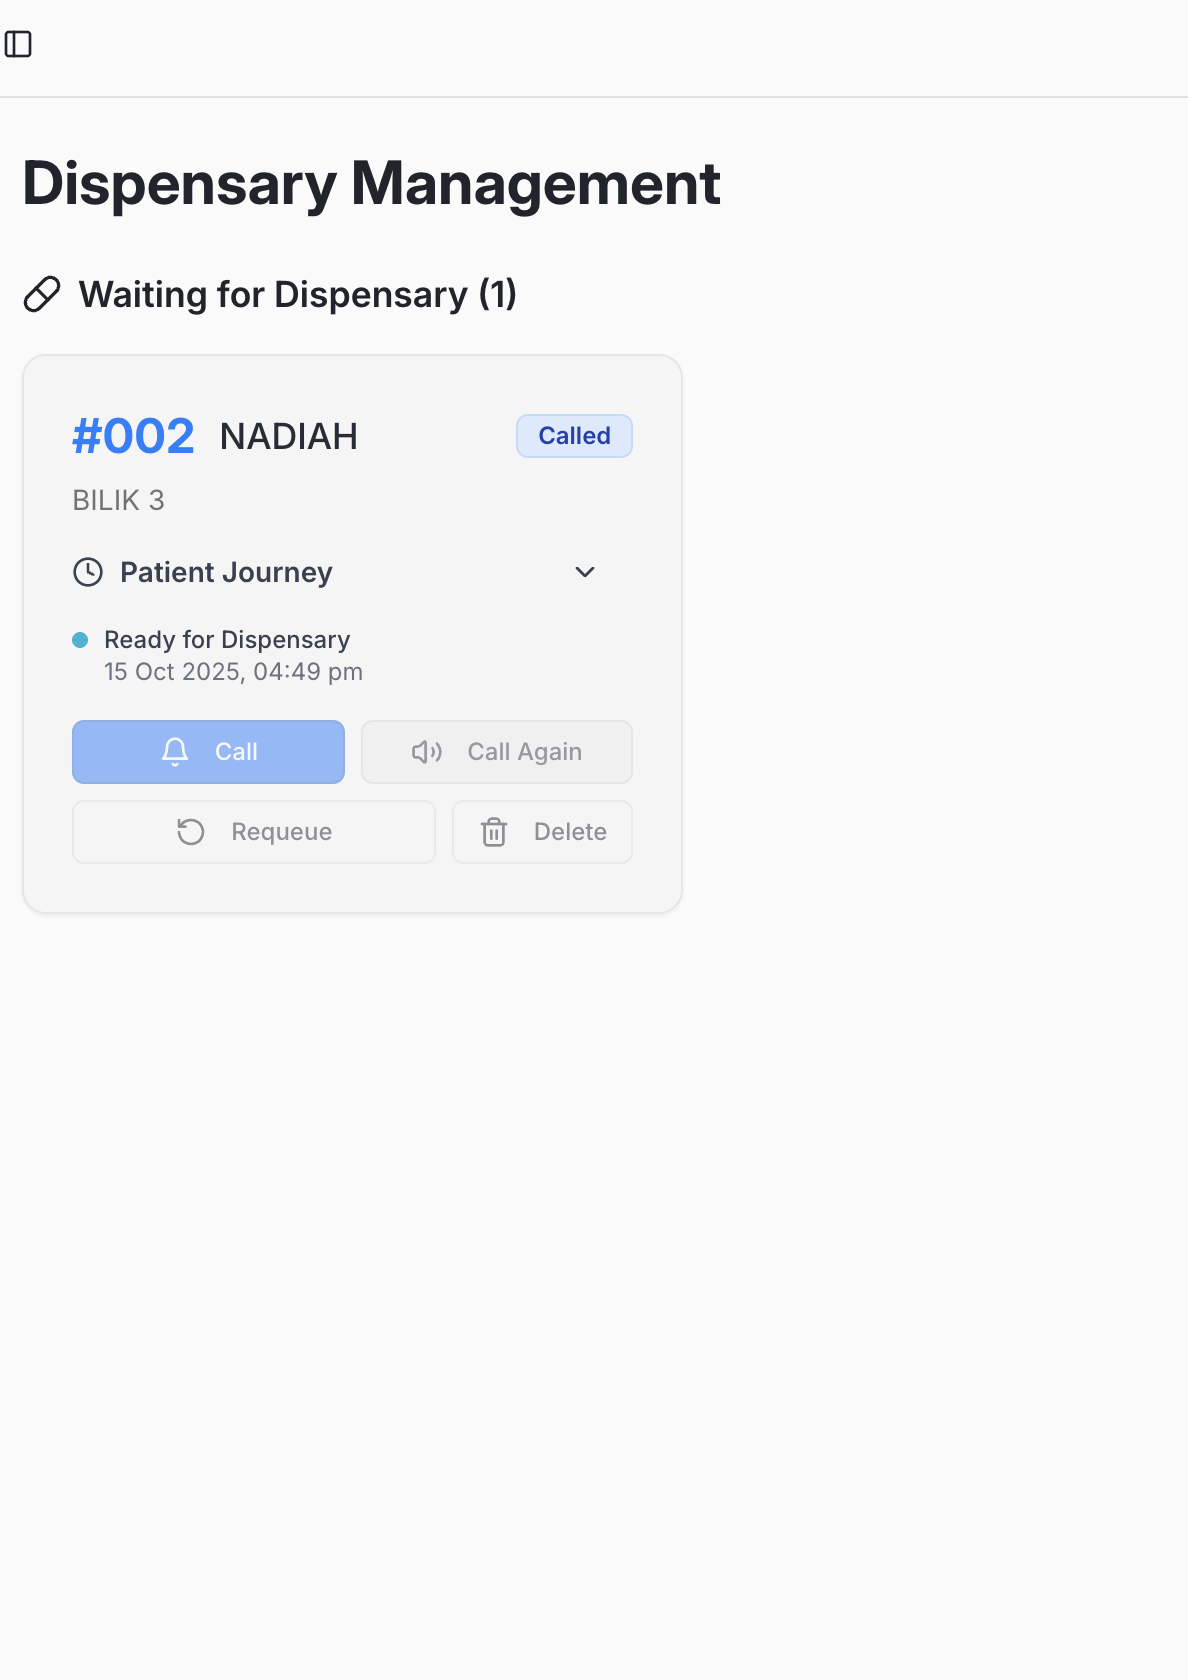 Dispensary Management
Waiting for Dispensary (1)
#002 NADIAH Called
BILIK 3
Patient Journey
Ready for Dispensary
15 Oct 2025, 04:49 pm
Call Call Again
Requeue Delete